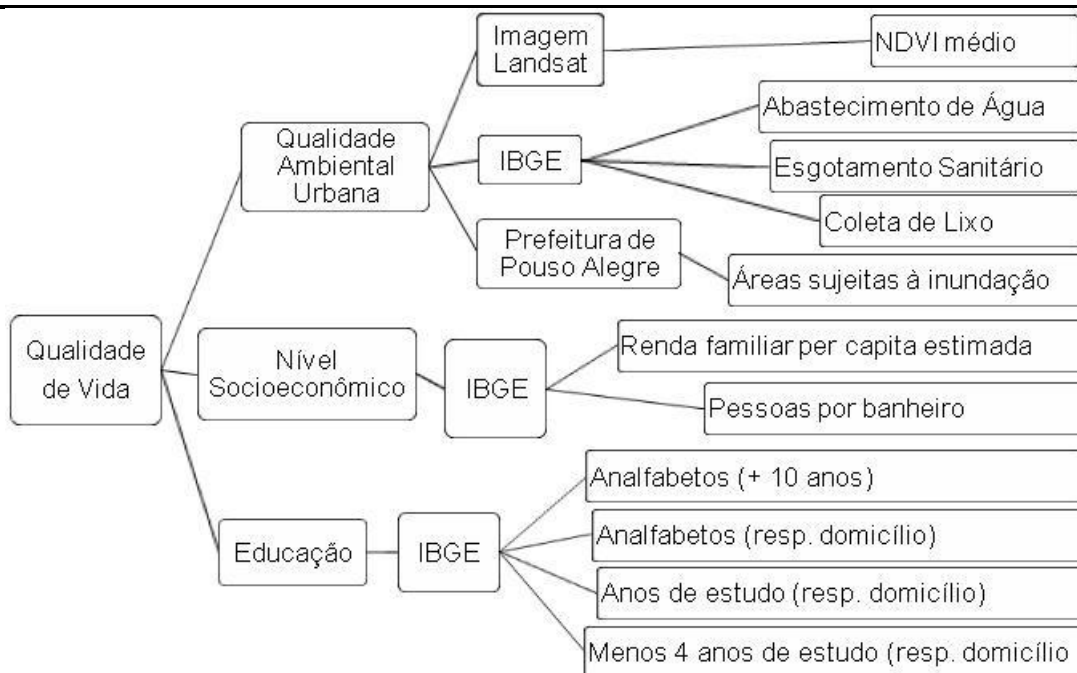 Qualidade
de Vida
Qualidade
Ambiental
Urbana
Imagem
Landsat
NDVI médio
IBGE
Abastecimento de Água
Esgotamento Sanitário
Coleta de Lixo
Prefeitura de
Pouso Alegre
Áreas sujeitas à inundação
Nível
Socioeconômico
IBGE
Renda familiar per capita estimada
Pessoas por banheiro
Educação
IBGE
Analfabetos (+ 10 anos)
Analfabetos (resp. domicílio)
Anos de estudo (resp. domicílio)
Menos 4 anos de estudo (resp. domicílio